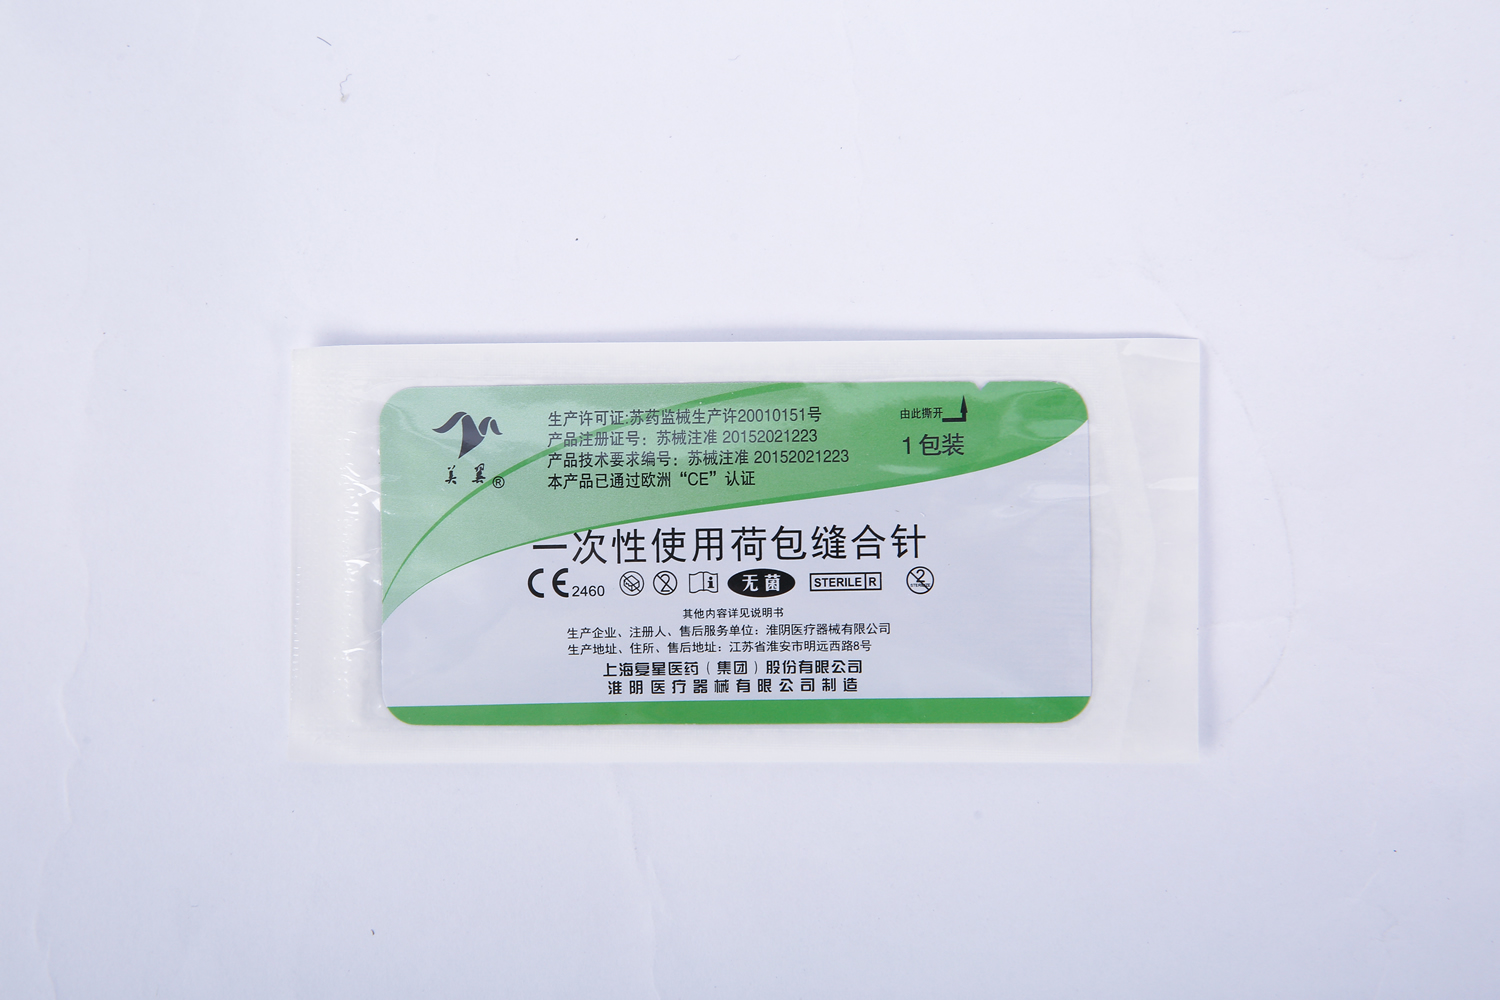 美翼®
生产许可证:苏药监械生产许20010151号
产品注册证号：苏械注准 20152021223
产品技术要求编号：苏械注准 20152021223
本产品已通过欧洲“CE”认证
由此撕开
1包装
一次性使用荷包缝合针
CE 2460 2 i 无菌 STERILE R 2
其他内容详见说明书
生产企业、注册人、售后服务单位：淮阴医疗器械有限公司
生产地址、住所、售后地址：江苏省淮安市明远西路8号
上海复星医药（集团）股份有限公司
淮阴医疗器械有限公司制造